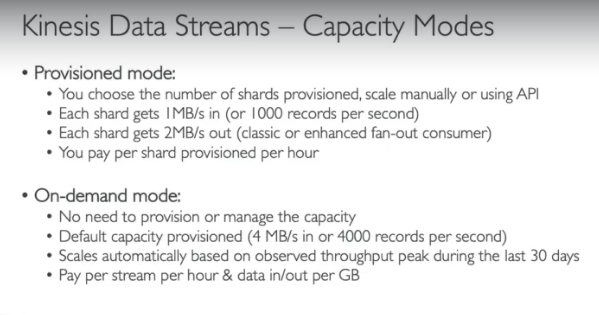 Kinesis Data Streams – Capacity Modes
• Provisioned mode:
• You choose the number of shards provisioned, scale manually or using API
• Each shard gets 1MB/s in (or 1000 records per second)
• Each shard gets 2MB/s out (classic or enhanced fan-out consumer)
• You pay per shard provisioned per hour
• On-demand mode:
• No need to provision or manage the capacity
• Default capacity provisioned (4 MB/s in or 4000 records per second)
• Scales automatically based on observed throughput peak during the last 30 days
• Pay per stream per hour & data in/out per GB